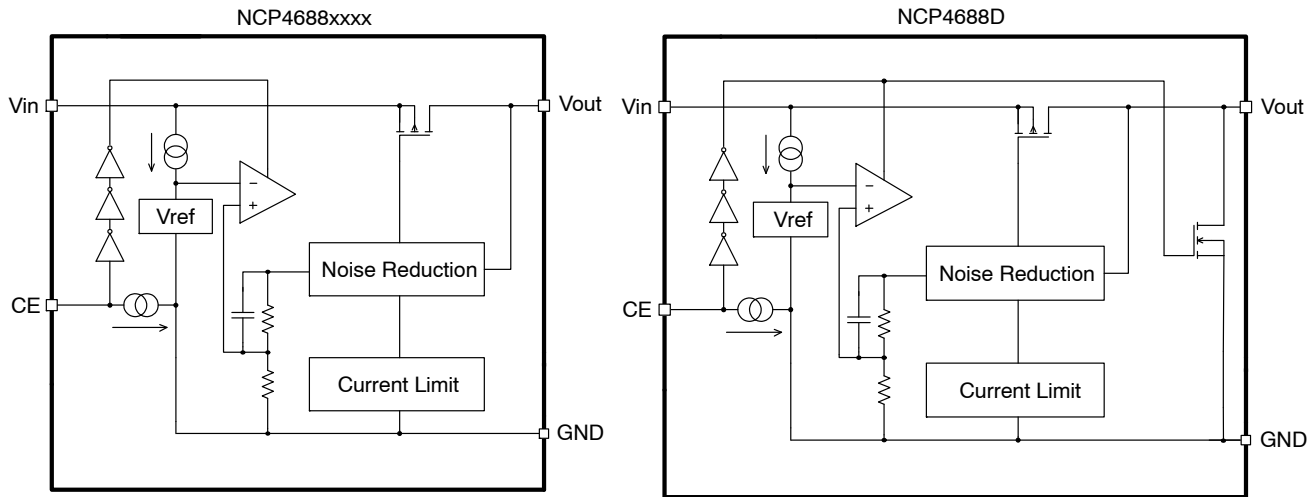 NCP4688xxxx
Vin
Vout
−
+
Vref
Noise Reduction
CE
Current Limit
GND
NCP4688D
Vin
Vout
−
+
Vref
Noise Reduction
CE
Current Limit
GND